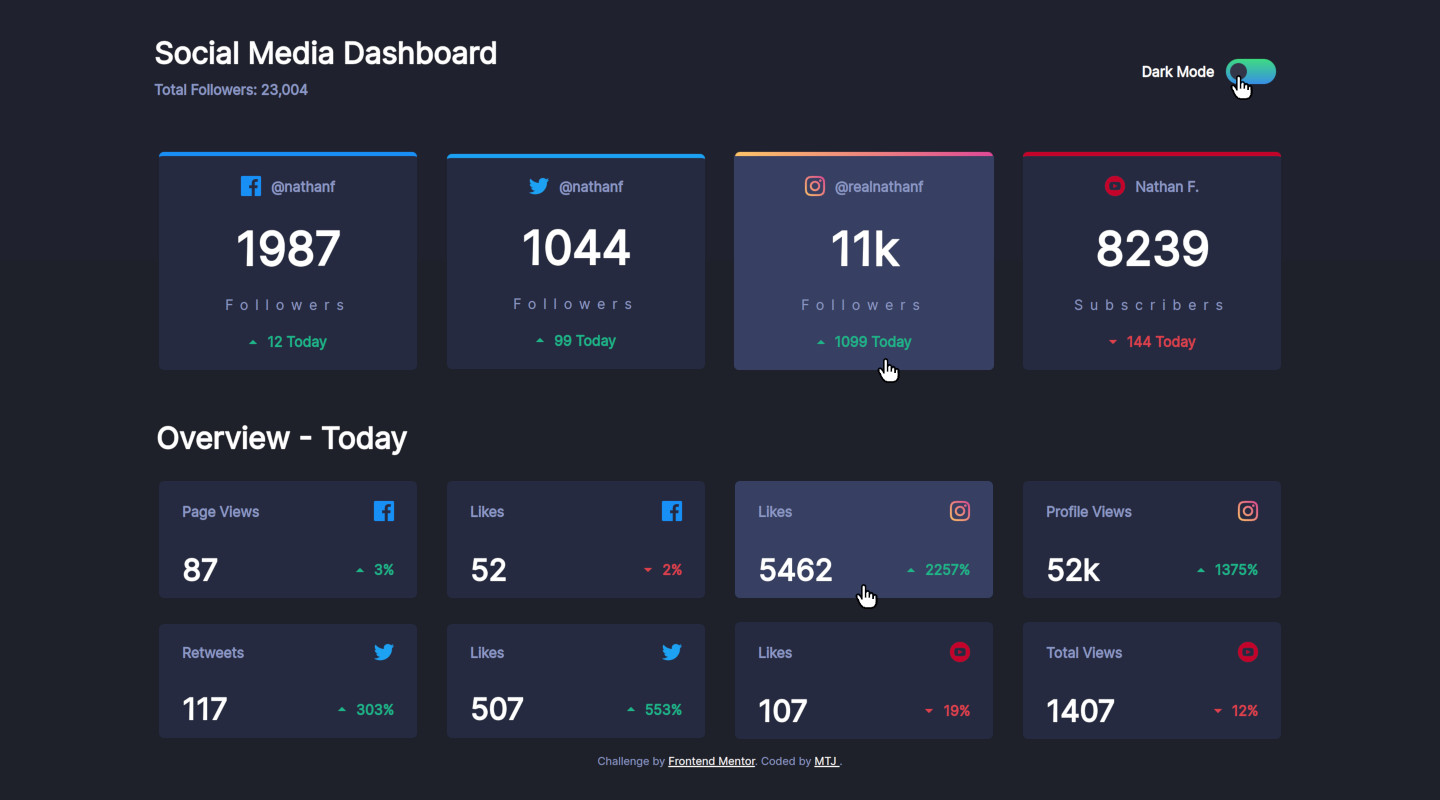 Social Media Dashboard
Total Followers: 23,004
Dark Mode
@nathanf
1987
Followers
12 Today
@nathanf
1044
Followers
99 Today
@realnathanf
11k
Followers
1099 Today
Nathan F.
8239
Subscribers
144 Today
Overview - Today
Page Views
87
3%
Likes
52
2%
Likes
5462
2257%
Profile Views
52k
1375%
Retweets
117
303%
Likes
507
553%
Likes
107
19%
Total Views
1407
12%
Challenge by Frontend Mentor. Coded by MTJ .